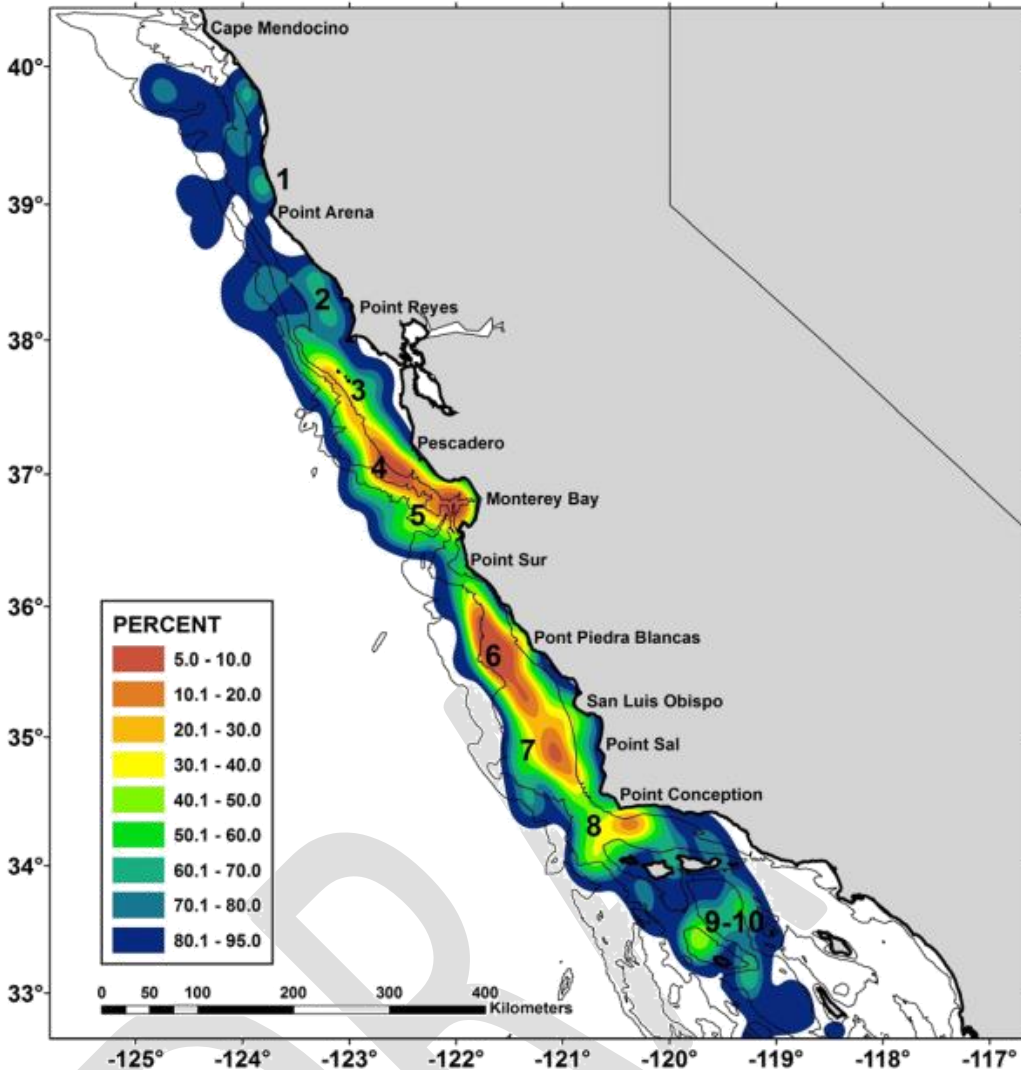 Cape Mendocino
40°
1
39°
Point Arena
2
Point Reyes
38°
3
Pescadero
4
37°
Monterey Bay
5
Point Sur
36°
PERCENT
Pont Piedra Blancas
6
5.0 - 10.0
10.1 - 20.0
San Luis Obispo
20.1 - 30.0
35°
7
Point Sal
30.1 - 40.0
40.1 - 50.0
Point Conception
8
50.1 - 60.0
34°
60.1 - 70.0
70.1 - 80.0
9-10
80.1 - 95.0
33°
0 50 100 200 300 400
Kilometers
-125° -124° -123° -122° -121° -120° -119° -118° -117°